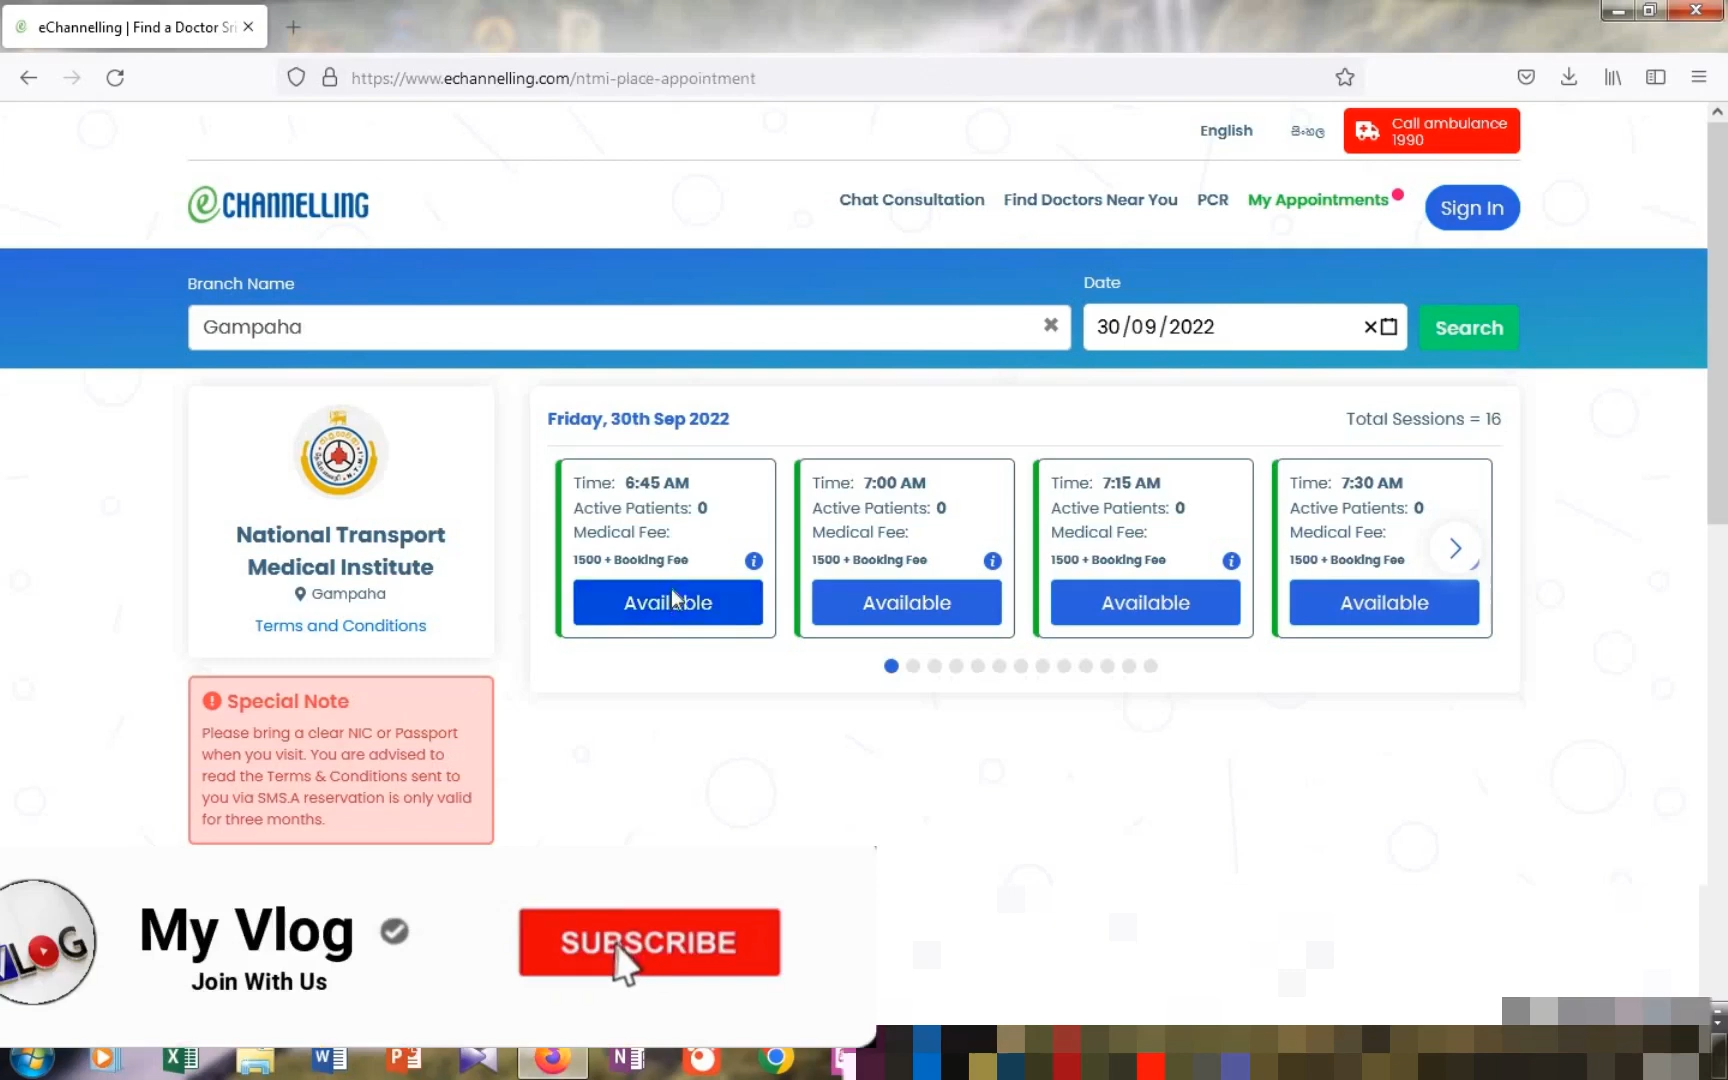 eChannelling | Find a Doctor Sri
https://www.echannelling.com/ntmi-place-appointment
English
සිංහල
Call ambulance
1990
eCHANNELLING
Chat Consultation
Find Doctors Near You
PCR
My Appointments
Sign In
Branch Name
Date
Gampaha
30/09/2022
Search
National Transport
Medical Institute
Gampaha
Terms and Conditions
Friday, 30th Sep 2022
Total Sessions = 16
Time: 6:45 AM
Active Patients: 0
Medical Fee:
1500 + Booking Fee
Available
Time: 7:00 AM
Active Patients: 0
Medical Fee:
1500 + Booking Fee
Available
Time: 7:15 AM
Active Patients: 0
Medical Fee:
1500 + Booking Fee
Available
Time: 7:30 AM
Active Patients: 0
Medical Fee:
1500 + Booking Fee
Available
Special Note
Please bring a clear NIC or Passport
when you visit. You are advised to
read the Terms & Conditions sent to
you via SMS.A reservation is only valid
for three months.
VLOG
My Vlog
Join With Us
SUBSCRIBE